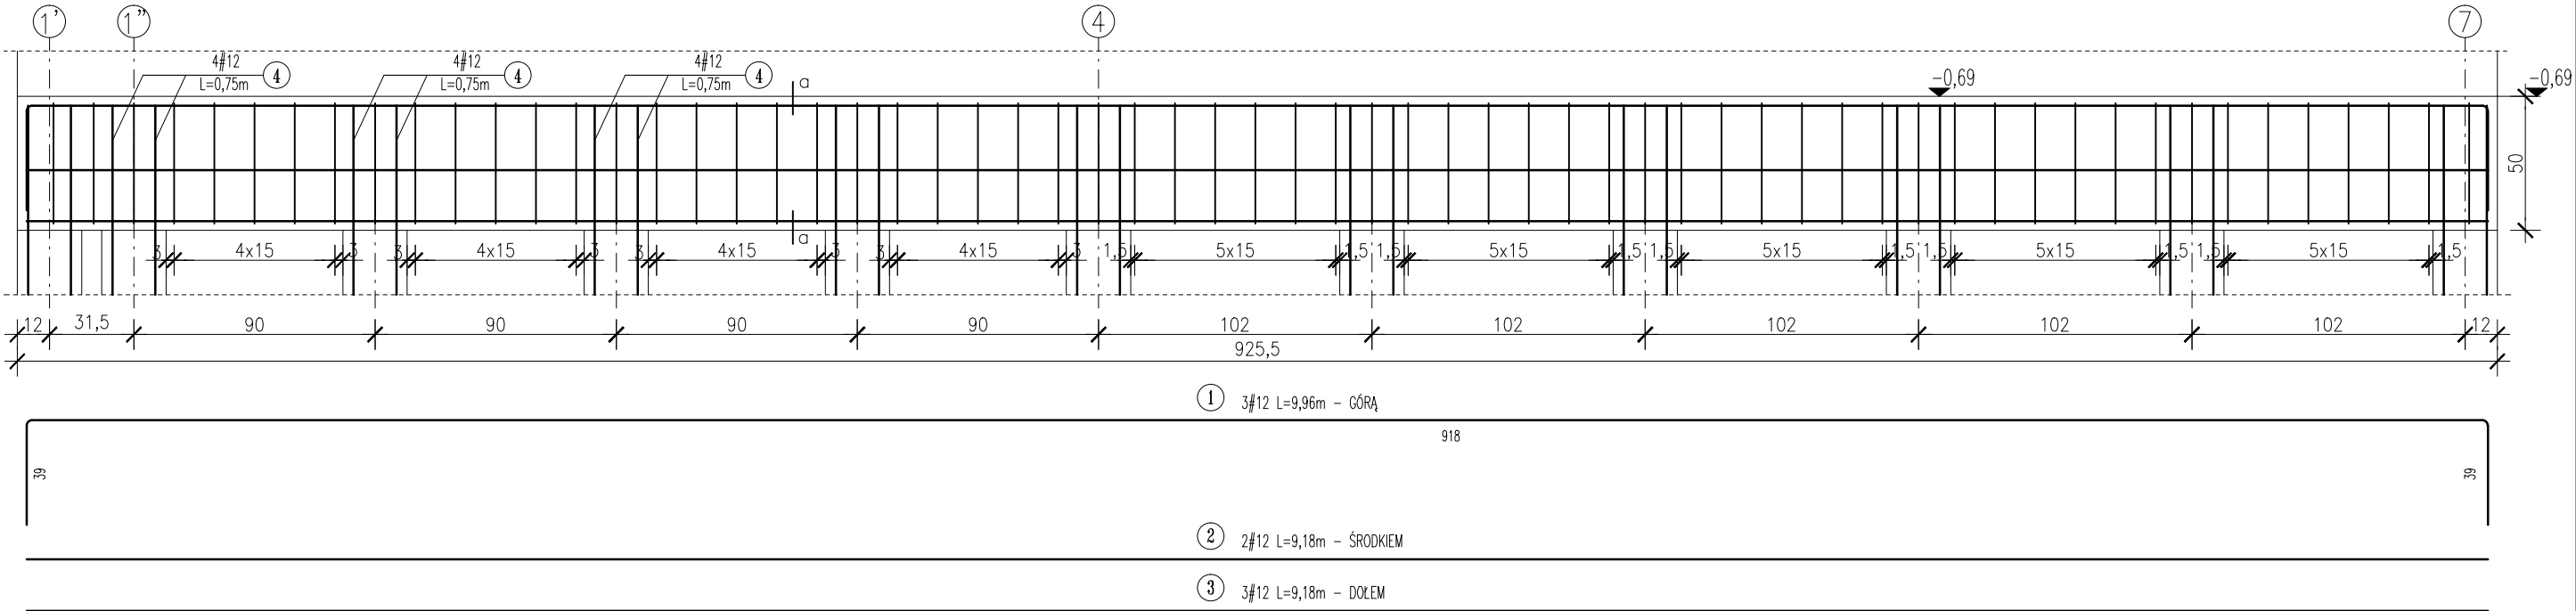 1' 1" 4 7
4#12
L=0,75m
4
4#12
L=0,75m
4
4#12
L=0,75m
4
a
-0,69
-0,69
50
a
3 4x15 3 3 4x15 3 3 4x15 3 3 4x15 3 1,5 5x15 1,5 1,5 5x15 1,5 1,5 5x15 1,5 1,5 5x15 1,5 1,5 5x15 1,5
12 31,5 90 90 90 90 102 102 102 102 102 12
925,5
1 3#12 L=9,96m - GÓRĄ
918
39 39
2 2#12 L=9,18m - ŚRODKIEM
3 3#12 L=9,18m - DOŁEM